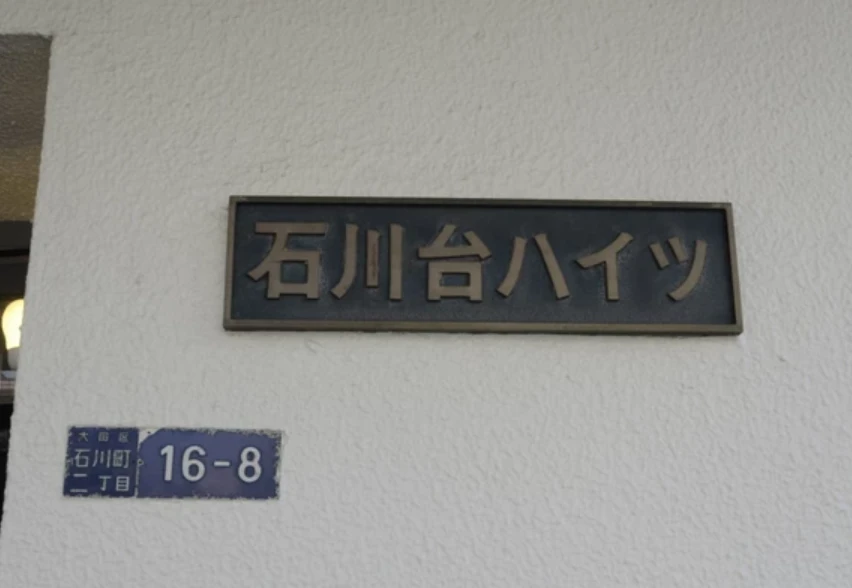 石川台ハイツ
大田区
石川町
二丁目
16-8